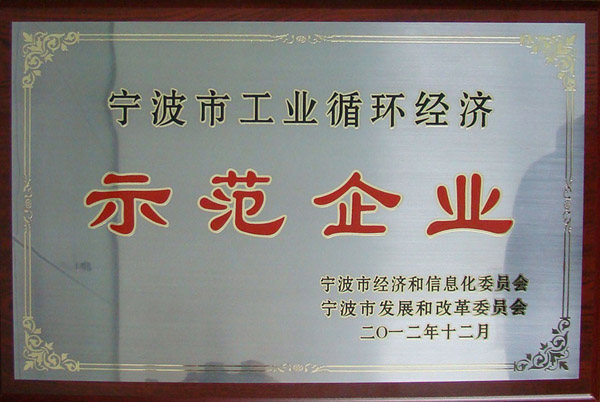 宁波市工业循环经济
示范企业
宁波市经济和信息化委员会
宁波市发展和改革委员会
二〇一二年十二月